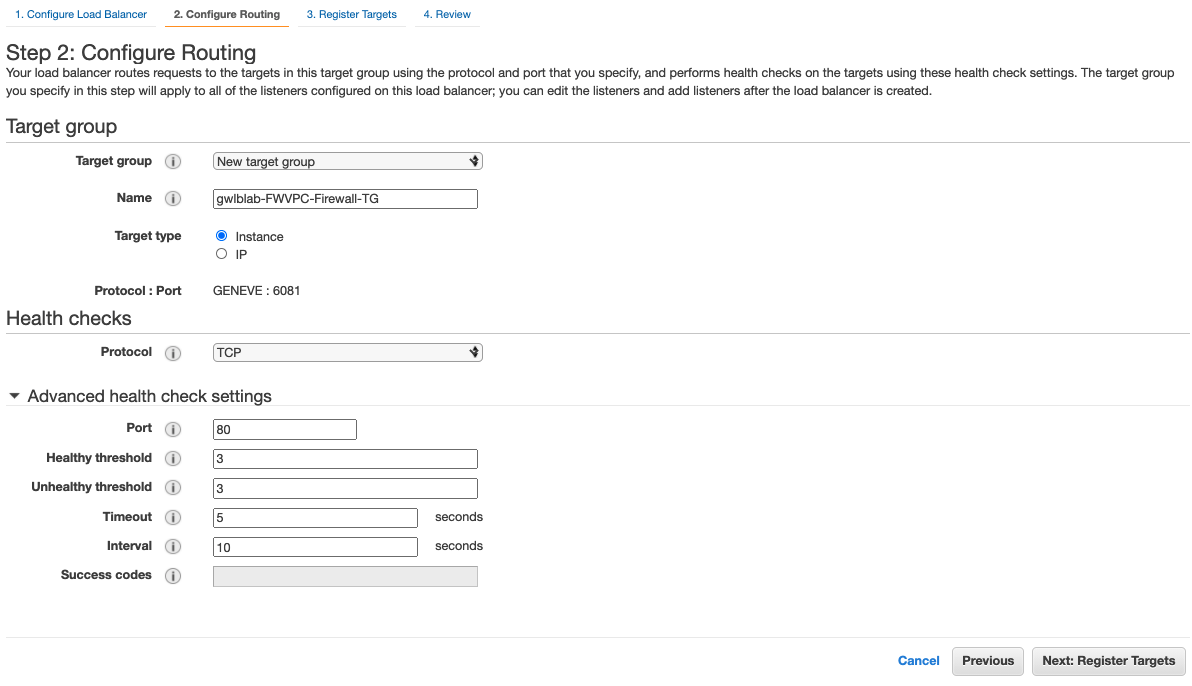 1. Configure Load Balancer 2. Configure Routing 3. Register Targets 4. Review
Step 2: Configure Routing
Your load balancer routes requests to the targets in this target group using the protocol and port that you specify, and performs health checks on the targets using these health check settings. The target group
you specify in this step will apply to all of the listeners configured on this load balancer; you can edit the listeners and add listeners after the load balancer is created.
Target group
Target group i New target group
Name i gwlblab-FWVPC-Firewall-TG
Target type Instance
IP
Protocol : Port GENEVE : 6081
Health checks
Protocol i TCP
Advanced health check settings
Port i 80
Healthy threshold i 3
Unhealthy threshold i 3
Timeout i 5 seconds
Interval i 10 seconds
Success codes i
Cancel Previous Next: Register Targets